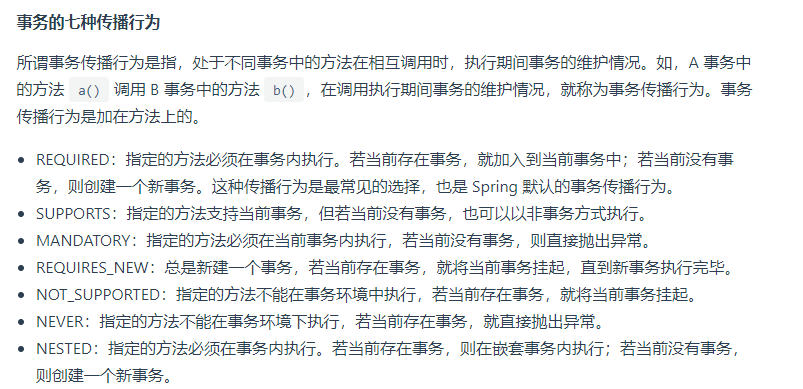 事务的七种传播行为
所谓事务传播行为是指，处于不同事务中的方法在相互调用时，执行期间事务的维护情况。如，A 事务中
的方法 a() 调用 B 事务中的方法 b()，在调用执行期间事务的维护情况，就称为事务传播行为。事务
传播行为是加在方法上的。
• REQUIRED：指定的方法必须在事务内执行。若当前存在事务，就加入到当前事务中；若当前没有事
务，则创建一个新事务。这种传播行为是最常见的选择，也是 Spring 默认的事务传播行为。
• SUPPORTS：指定的方法支持当前事务，但若当前没有事务，也可以以非事务方式执行。
• MANDATORY：指定的方法必须在当前事务内执行，若当前没有事务，则直接抛出异常。
• REQUIRES_NEW：总是新建一个事务，若当前存在事务，就将当前事务挂起，直到新事务执行完毕。
• NOT_SUPPORTED：指定的方法不能在事务环境中执行，若当前存在事务，就将当前事务挂起。
• NEVER：指定的方法不能在事务环境下执行，若当前存在事务，就直接抛出异常。
• NESTED：指定的方法必须在事务内执行。若当前存在事务，则在嵌套事务内执行；若当前没有事务，
则创建一个新事务。